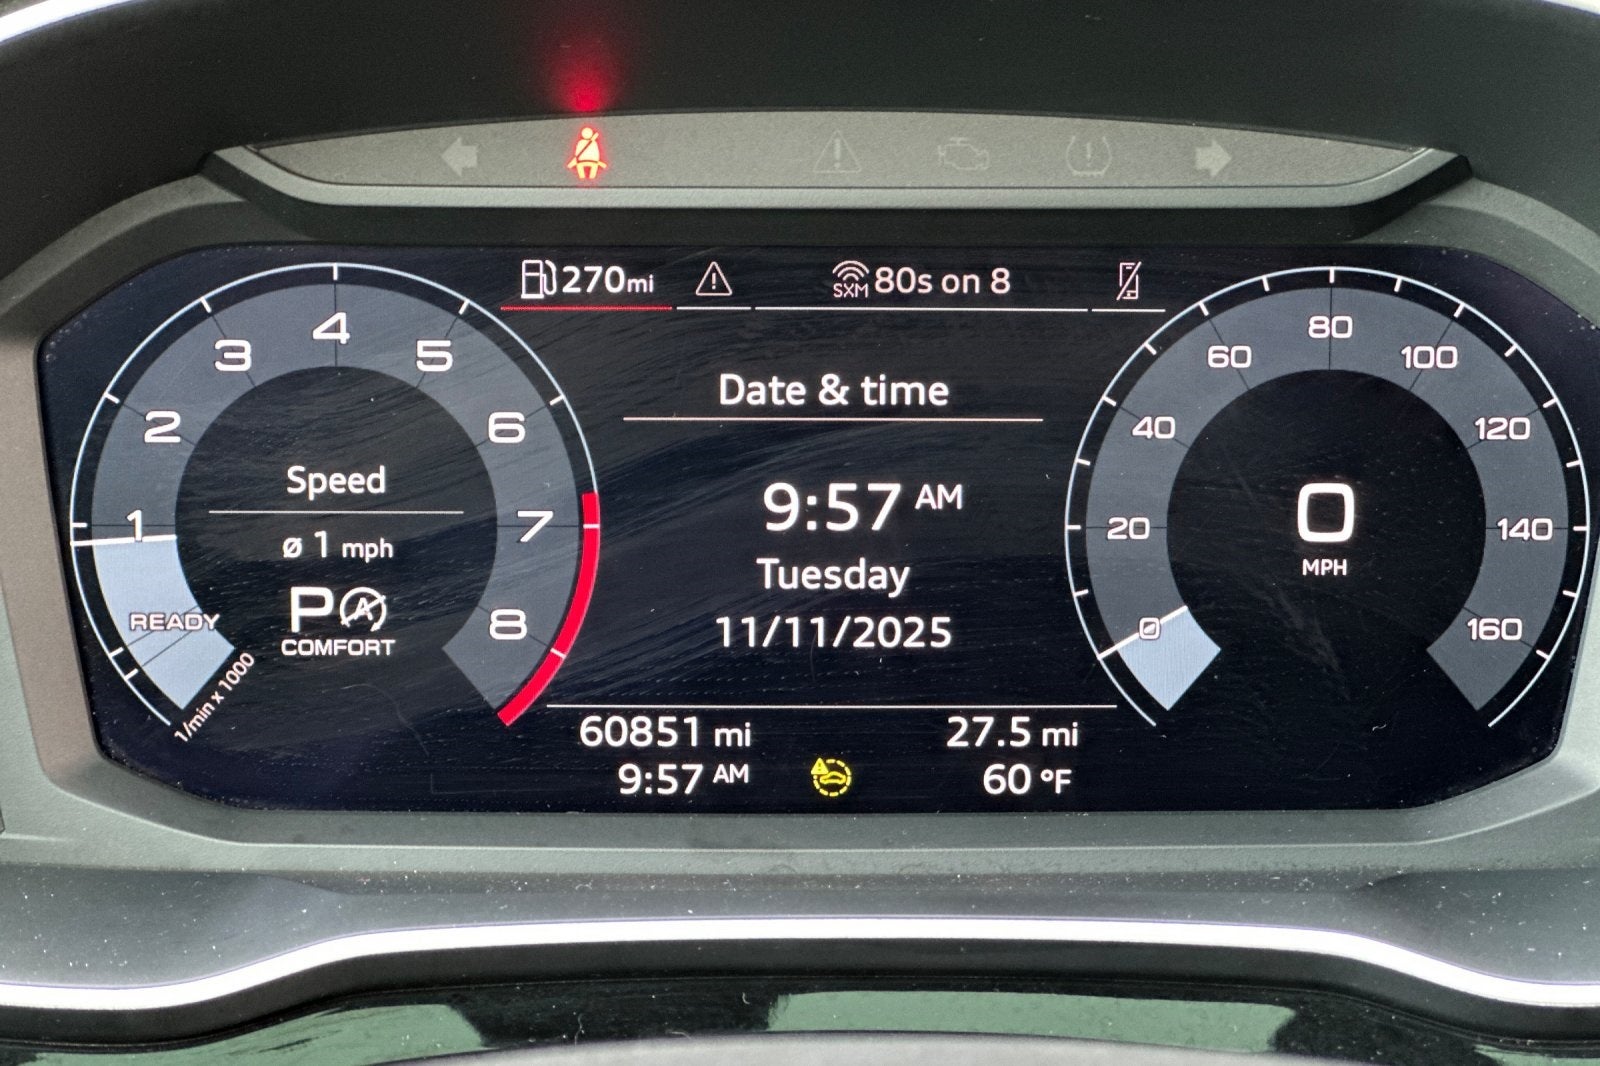 270 mi
SXM 80s on 8
1
2
3
4
5
6
7
8
READY
1/min x 1000
Speed
ø 1 mph
P A
COMFORT
Date & time
9:57 AM
Tuesday
11/11/2025
60851 mi
9:57 AM
27.5 mi
60 °F
0
20
40
60
80
100
120
140
160
0
MPH